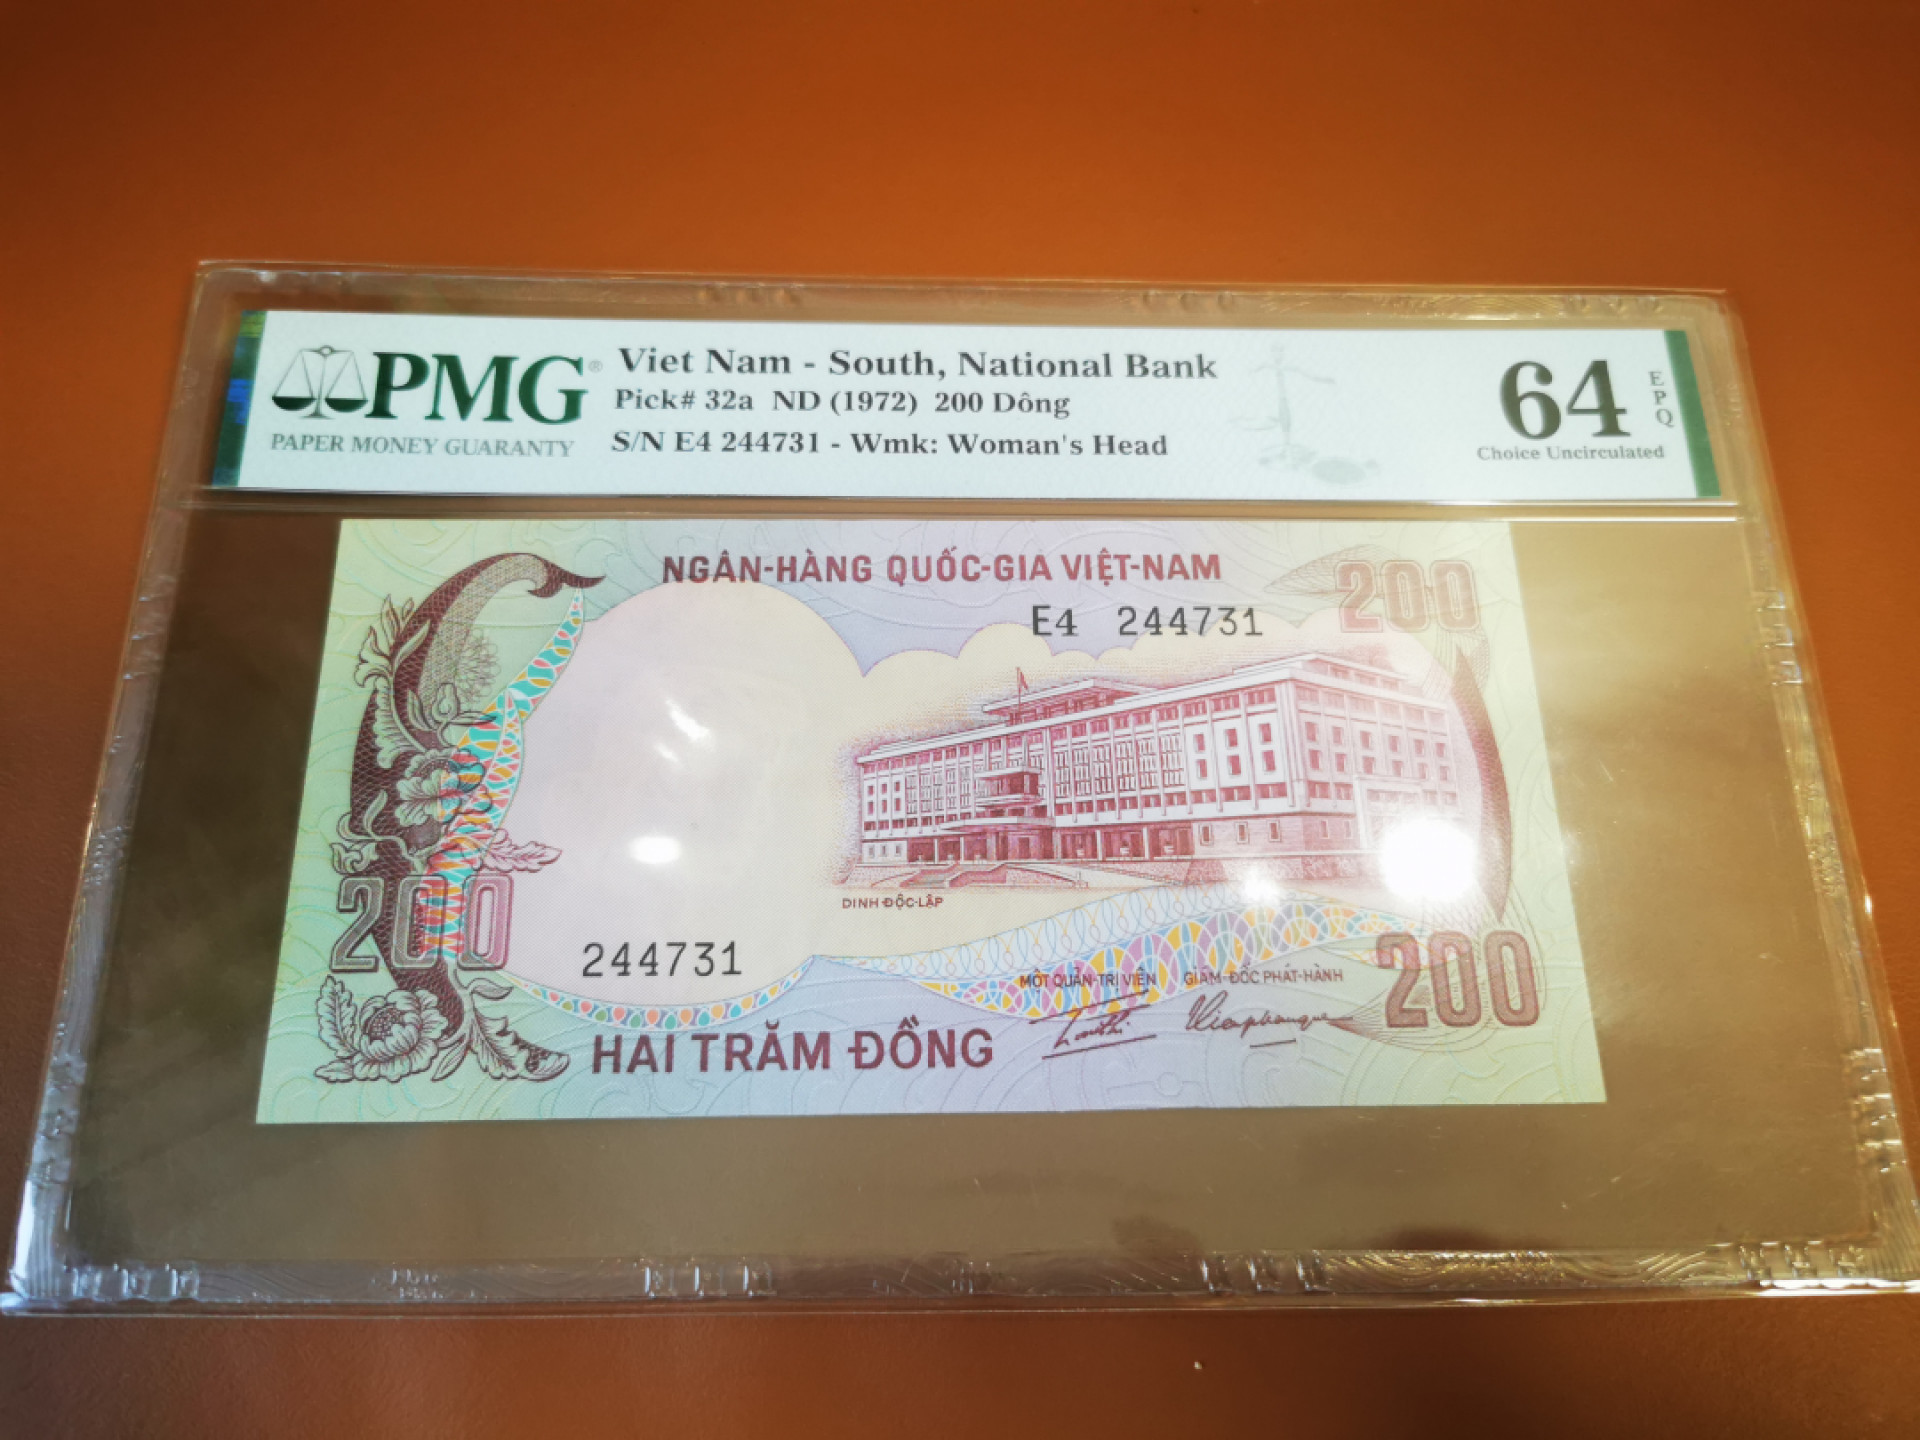 PMG®
PAPER MONEY GUARANTY
Viet Nam - South, National Bank
Pick# 32a ND (1972) 200 Dông
S/N E4 244731 - Wmk: Woman's Head
64
EPQ
Choice Uncirculated
NGÂN-HÀNG QUỐC-GIA VIỆT-NAM
200
E4 244731
DINH ĐỘC-LẬP
200
244731
MỘT QUẢN-TRỊ VIÊN GIÁM-ĐỐC PHÁT-HÀNH
200
HAI TRĂM ĐỒNG